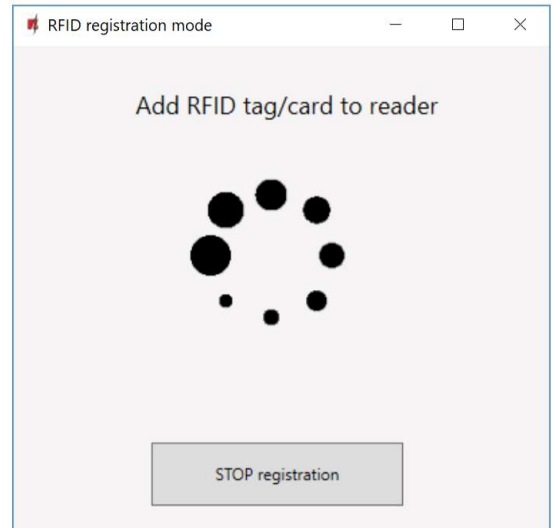 RFID registration mode
Add RFID tag/card to reader
STOP registration